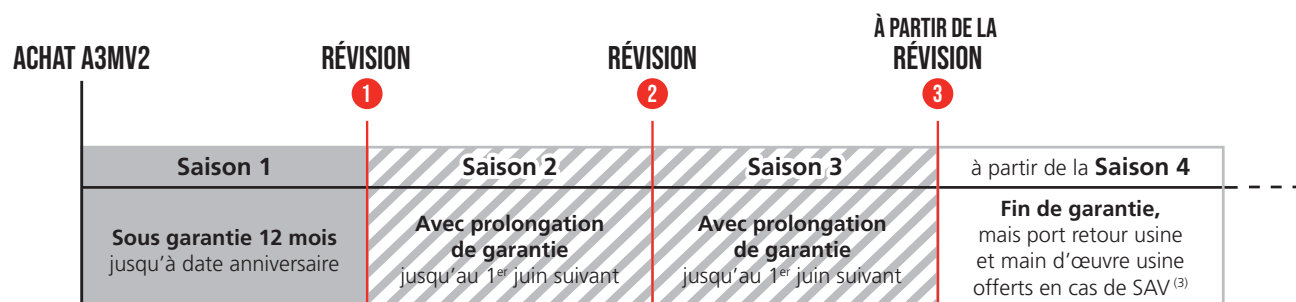 ACHAT A3MV2
RÉVISION
1
RÉVISION
2
À PARTIR DE LA
RÉVISION
3
Saison 1
Saison 2
Saison 3
à partir de la Saison 4
Sous garantie 12 mois
jusqu'à date anniversaire
Avec prolongation
de garantie
jusqu'au 1er juin suivant
Avec prolongation
de garantie
jusqu'au 1er juin suivant
Fin de garantie,
mais port retour usine
et main d'œuvre usine
offerts en cas de SAV (3)